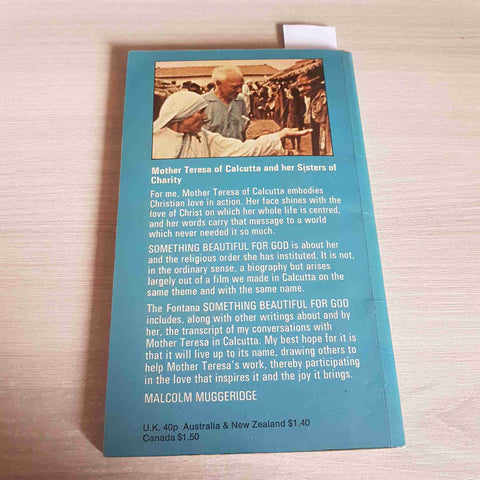 Mother Teresa of Calcutta and her Sisters of
Charity
For me, Mother Teresa of Calcutta embodies
Christian love in action. Her face shines with the
love of Christ on which her whole life is centred,
and her words carry that message to a world
which never needed it so much.
SOMETHING BEAUTIFUL FOR GOD is about her
and the religious order she has instituted. It is not,
in the ordinary sense, a biography but arises
largely out of a film we made in Calcutta on the
same theme and with the same name.
The Fontana SOMETHING BEAUTIFUL FOR GOD
includes, along with other writings about and by
her, the transcript of my conversations with
Mother Teresa in Calcutta. My best hope for it is
that it will live up to its name, drawing others to
help Mother Teresa's work, thereby participating
in the love that inspires it and the joy it brings.
MALCOLM MUGGERIDGE
U.K. 40p Australia & New Zealand $1.40
Canada $1.50